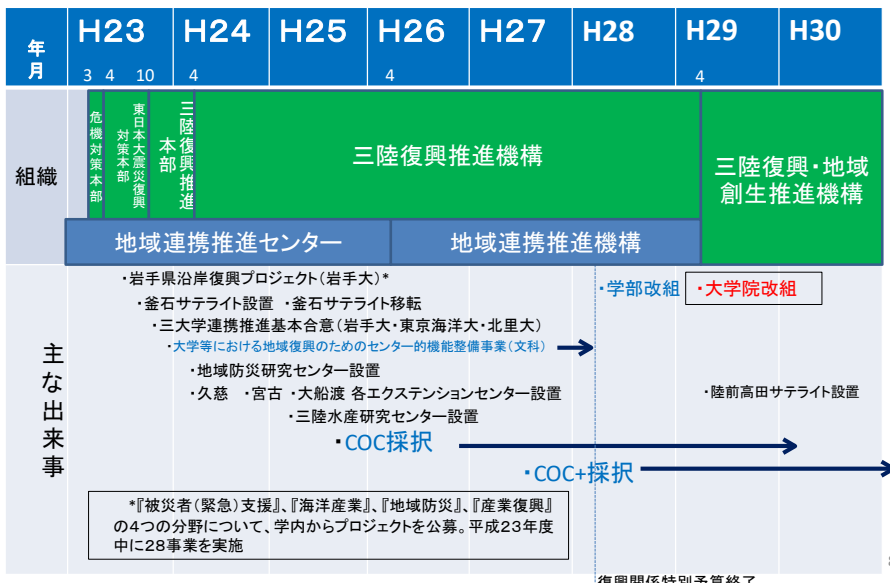 年月
H23
H24
H25
H26
H27
H28
H29
H30
3 4 10
4
4
4
組織
危機対策本部
東日本大震災復興
対策本部
三陸復興推進
本部
三陸復興推進機構
三陸復興・地域
創生推進機構
地域連携推進センター
地域連携推進機構
主な出来事
・岩手県沿岸復興プロジェクト(岩手大)*
・学部改組
・大学院改組
・釜石サテライト設置 ・釜石サテライト移転
・三大学連携推進基本合意(岩手大・東京海洋大・北里大)
・大学等における地域復興のためのセンター的機能整備事業(文科)
・地域防災研究センター設置
・久慈 ・宮古 ・大船渡 各エクステンションセンター設置
・陸前高田サテライト設置
・三陸水産研究センター設置
・COC採択
・COC+採択
*『被災者(緊急)支援』、『海洋産業』、『地域防災』、『産業復興』
の4つの分野について、学内からプロジェクトを公募。平成23年度
中に28事業を実施
復興関係特別予算終了